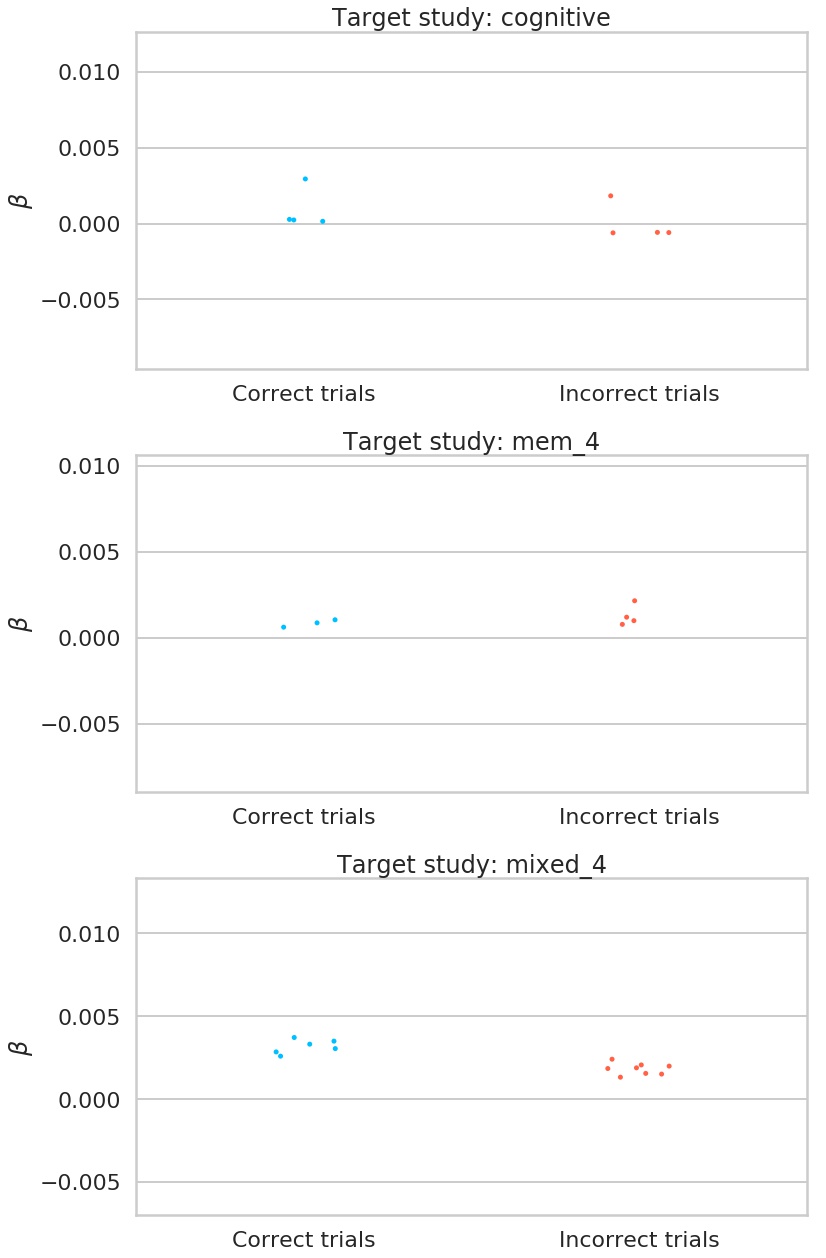 Target study: cognitive
0.010
0.005
0.000
−0.005
β
Correct trials Incorrect trials
Target study: mem_4
0.010
0.005
0.000
−0.005
β
Correct trials Incorrect trials
Target study: mixed_4
0.010
0.005
0.000
−0.005
β
Correct trials Incorrect trials